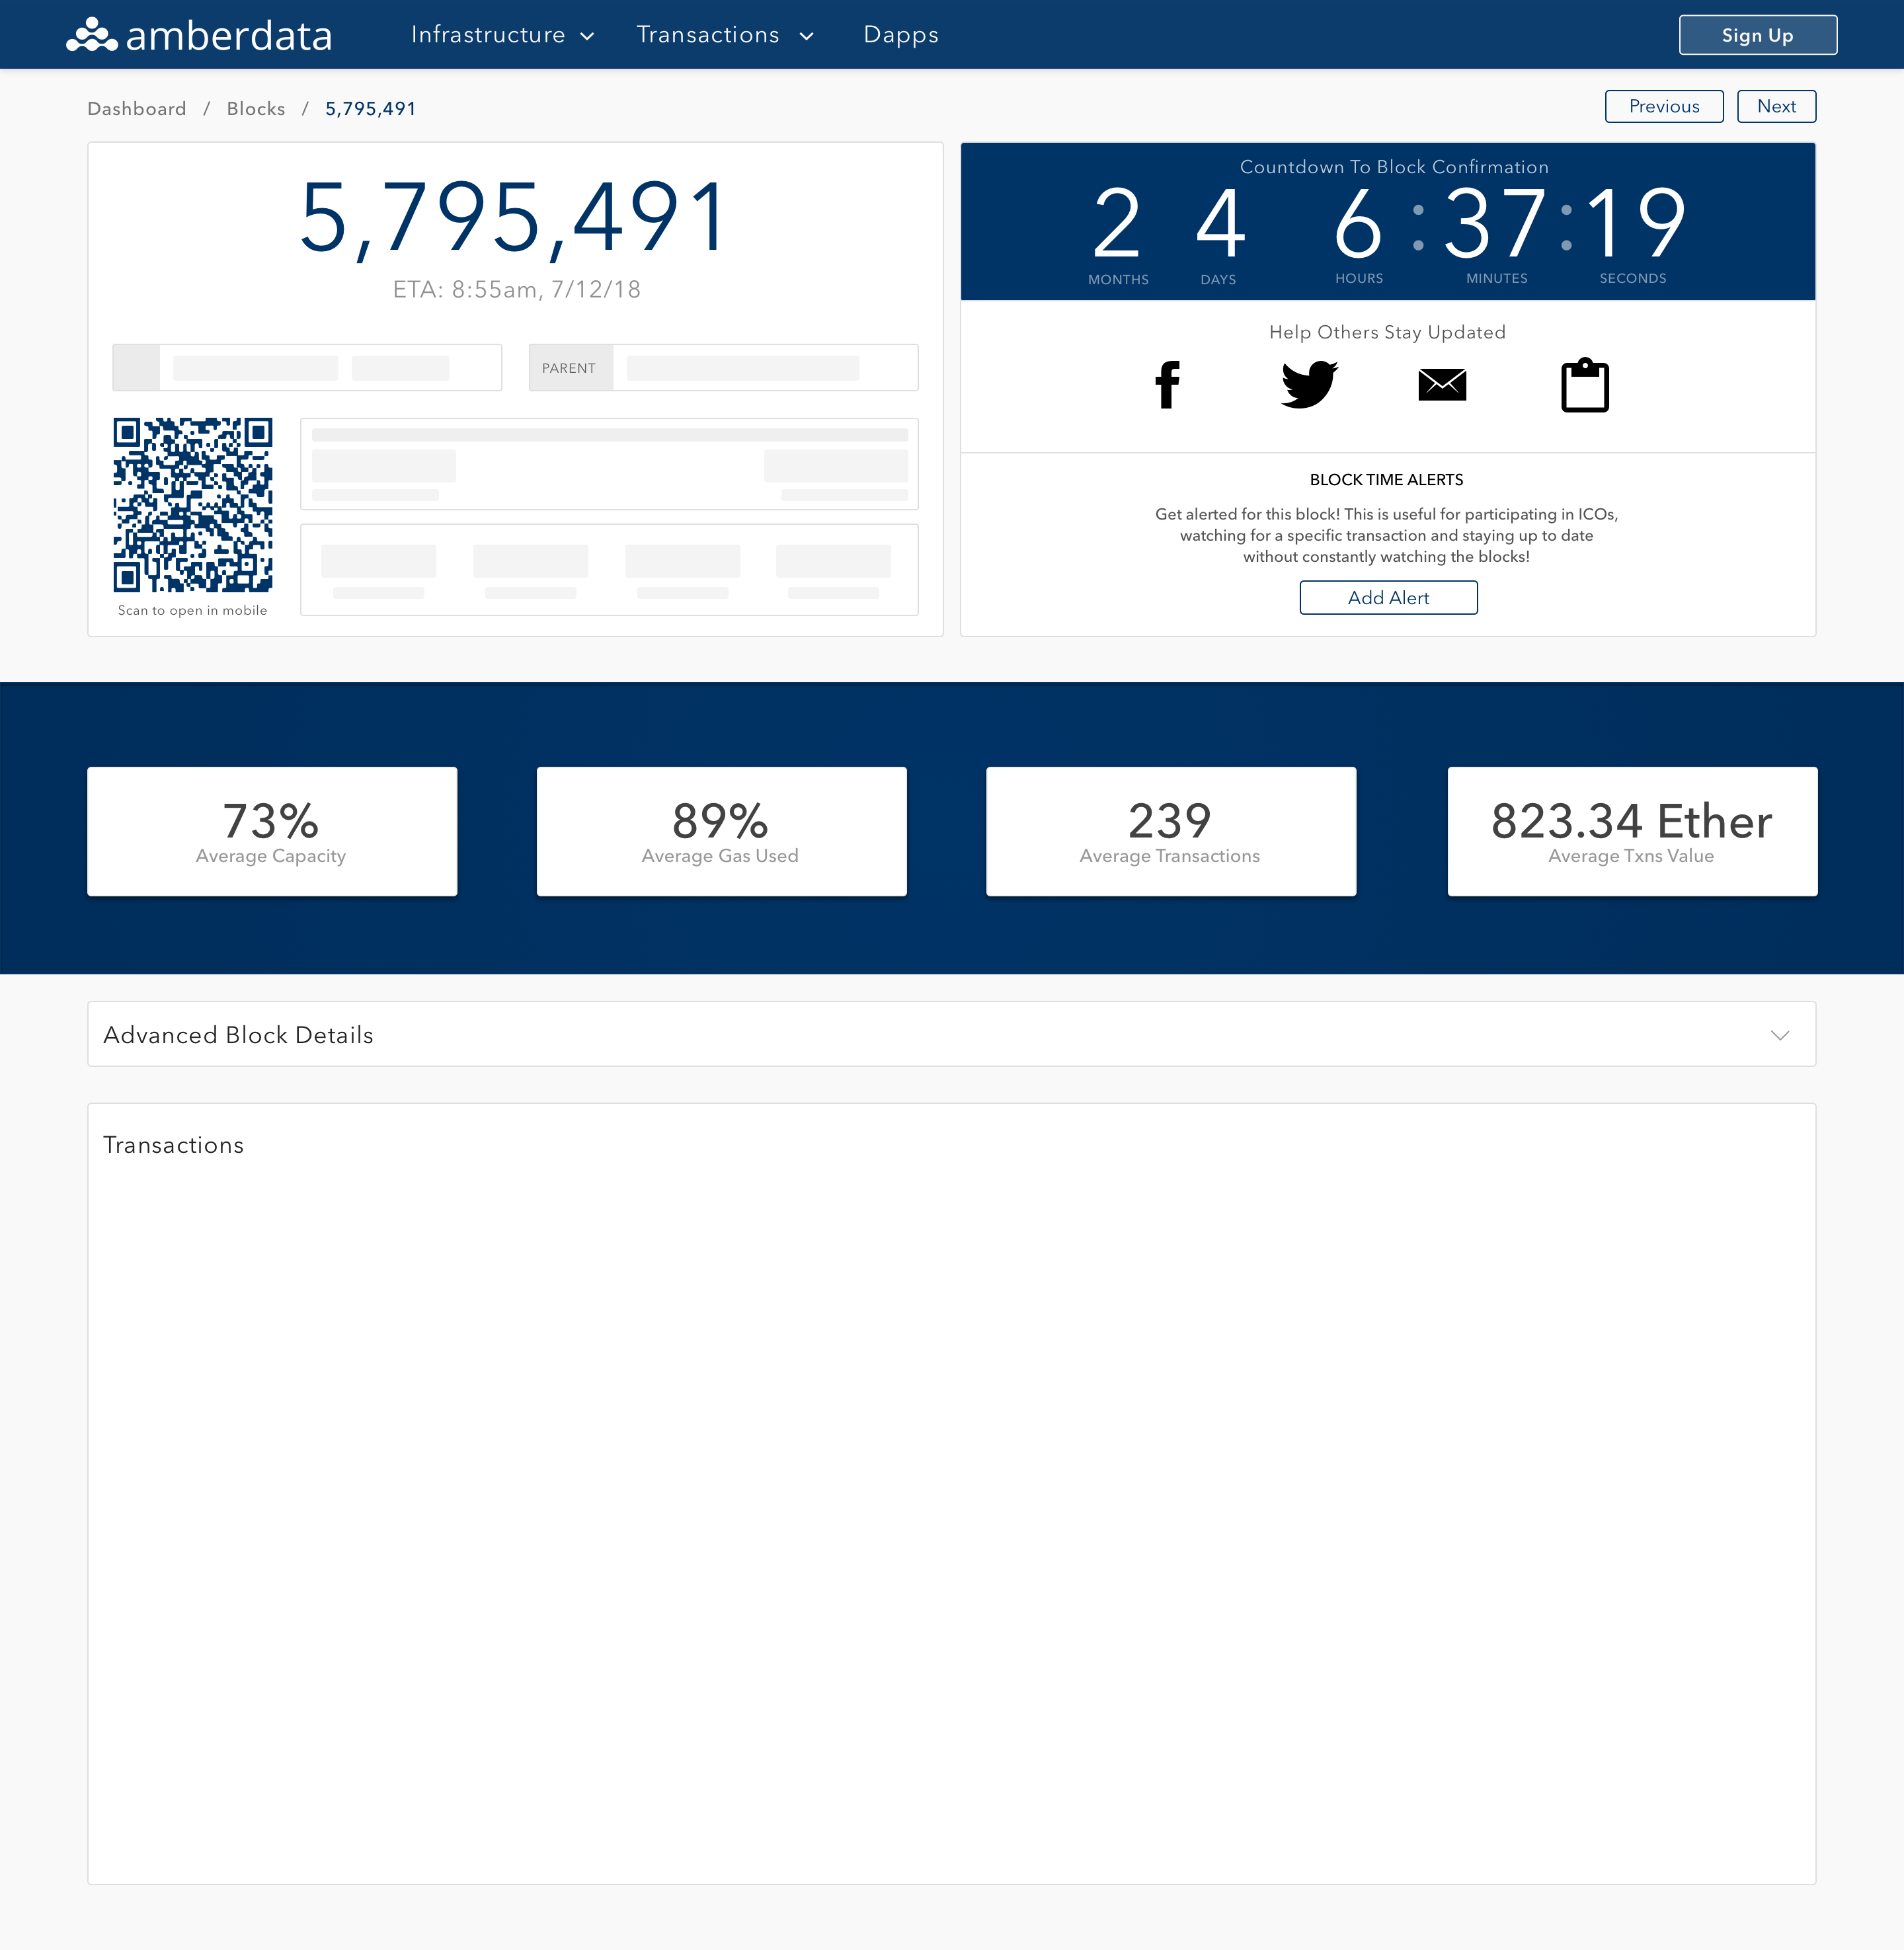 amberdata
Infrastructure
Transactions
Dapps
Sign Up
Dashboard / Blocks / 5,795,491
Previous
Next
5,795,491
ETA: 8:55am, 7/12/18
PARENT
Scan to open in mobile
Countdown To Block Confirmation
2 4 6 : 37 : 19
MONTHS DAYS HOURS MINUTES SECONDS
Help Others Stay Updated
BLOCK TIME ALERTS
Get alerted for this block! This is useful for participating in ICOs,
watching for a specific transaction and staying up to date
without constantly watching the blocks!
Add Alert
73%
Average Capacity
89%
Average Gas Used
239
Average Transactions
823.34 Ether
Average Txns Value
Advanced Block Details
Transactions